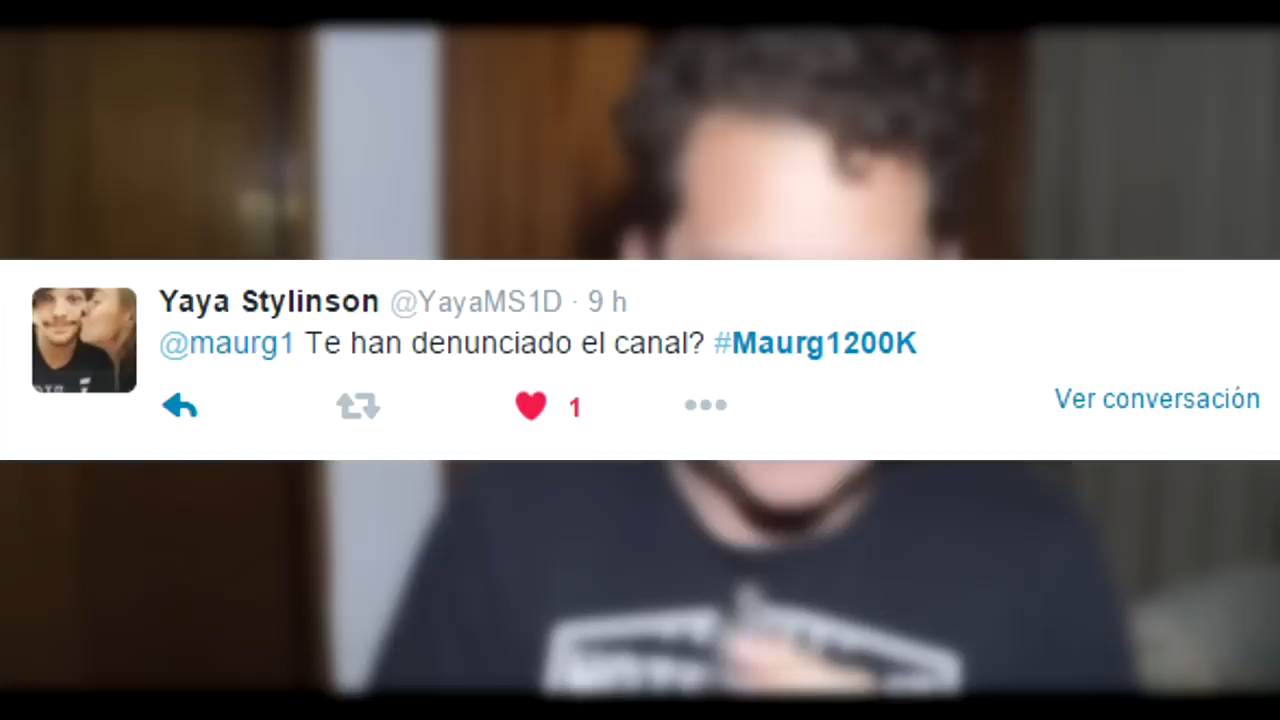 Yaya Stylinson @YayaMS1D · 9 h
@maurg1 Te han denunciado el canal? #Maurg1200K
1
Ver conversación